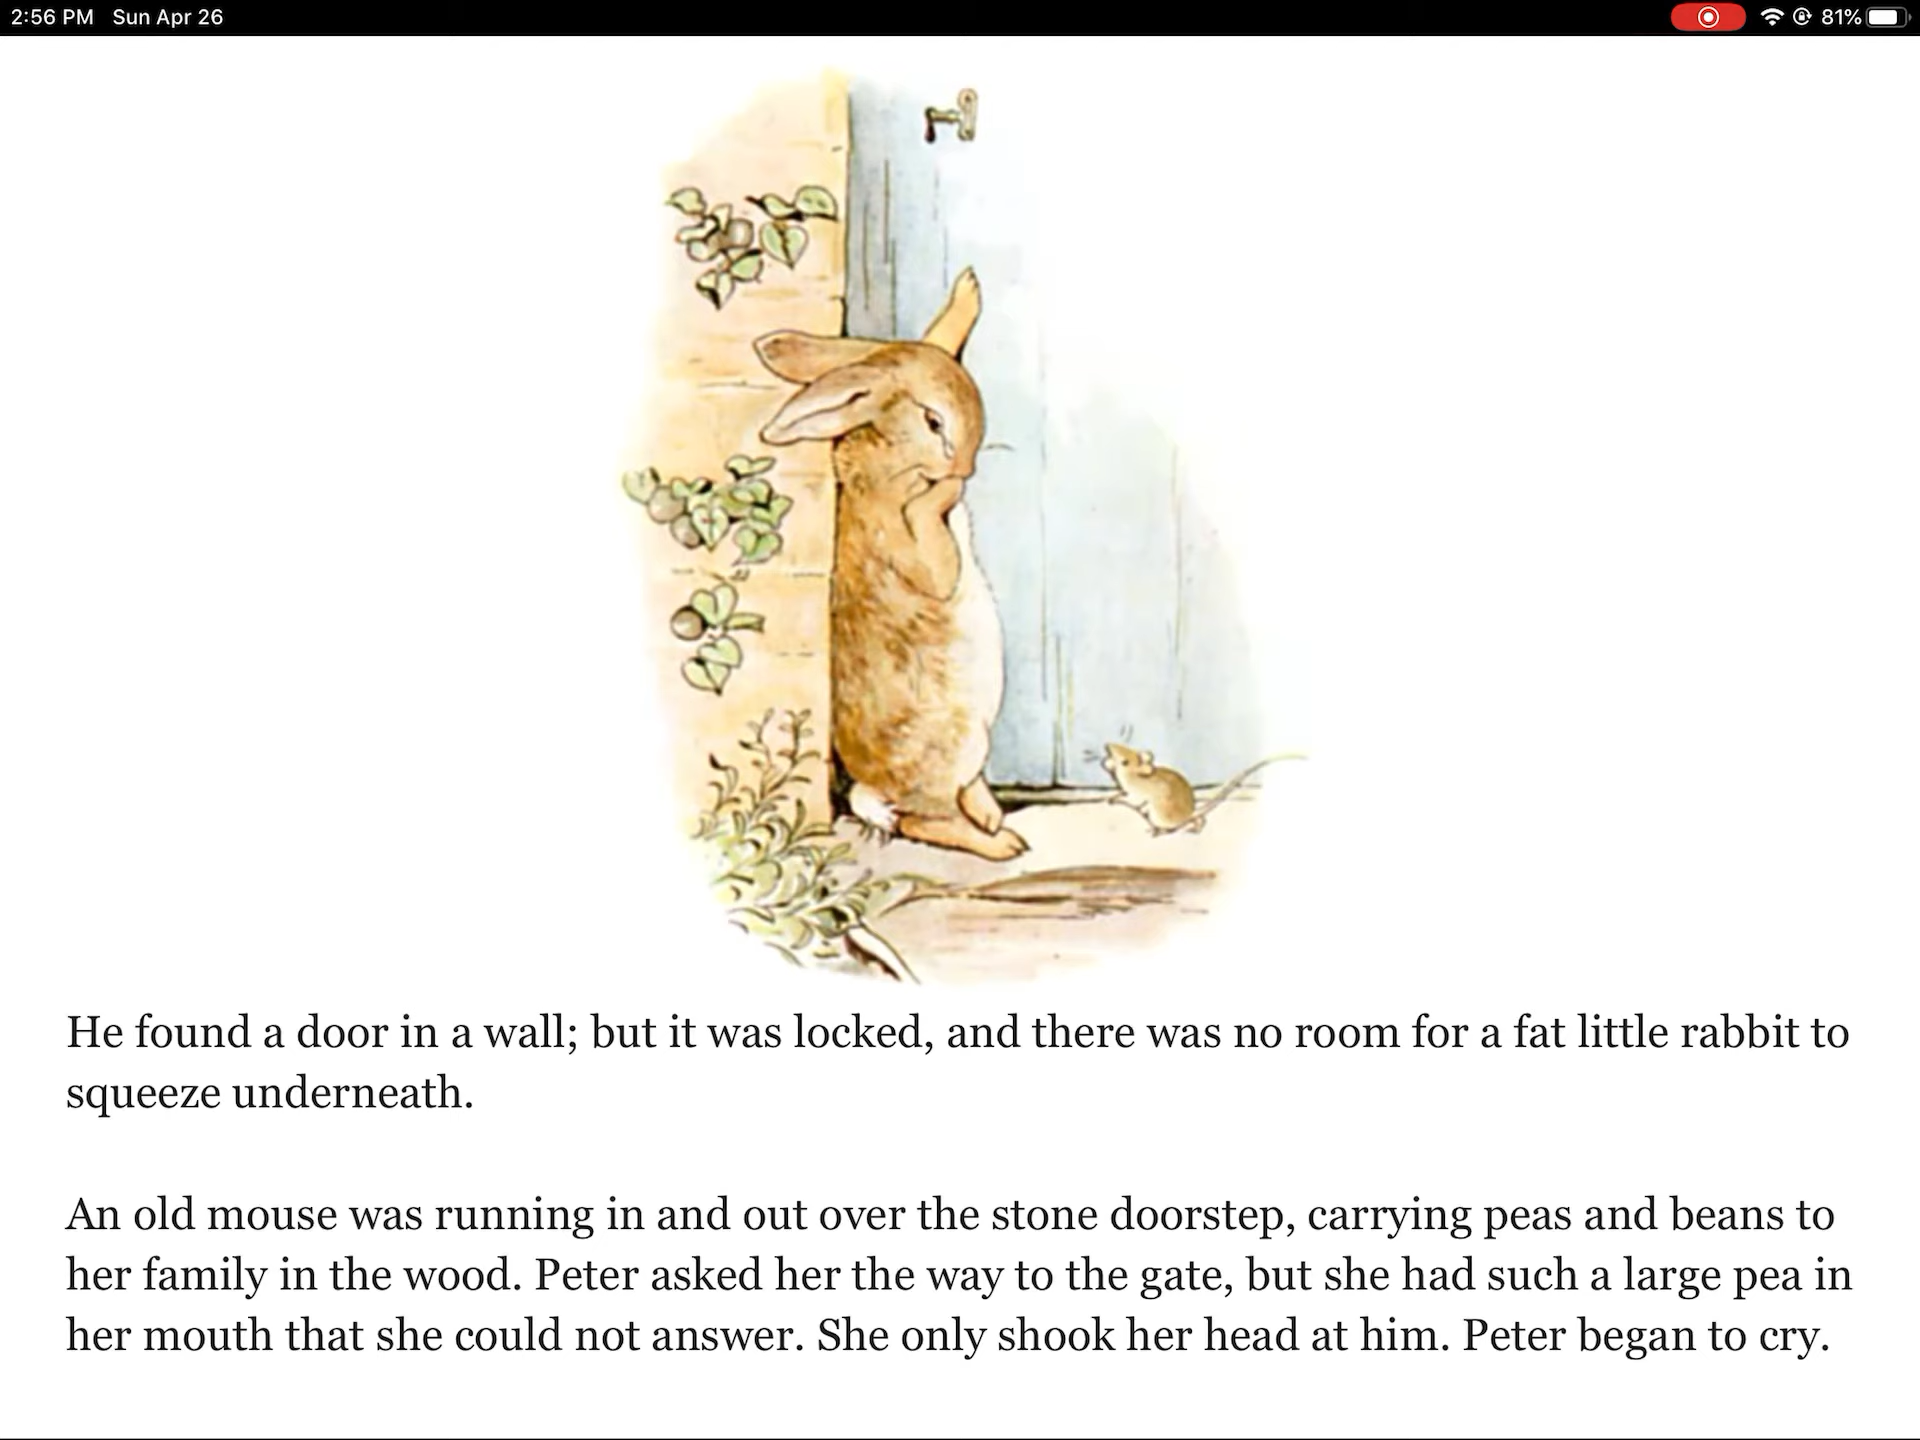 2:56 PM Sun Apr 26
81%
He found a door in a wall; but it was locked, and there was no room for a fat little rabbit to
squeeze underneath.
An old mouse was running in and out over the stone doorstep, carrying peas and beans to
her family in the wood. Peter asked her the way to the gate, but she had such a large pea in
her mouth that she could not answer. She only shook her head at him. Peter began to cry.